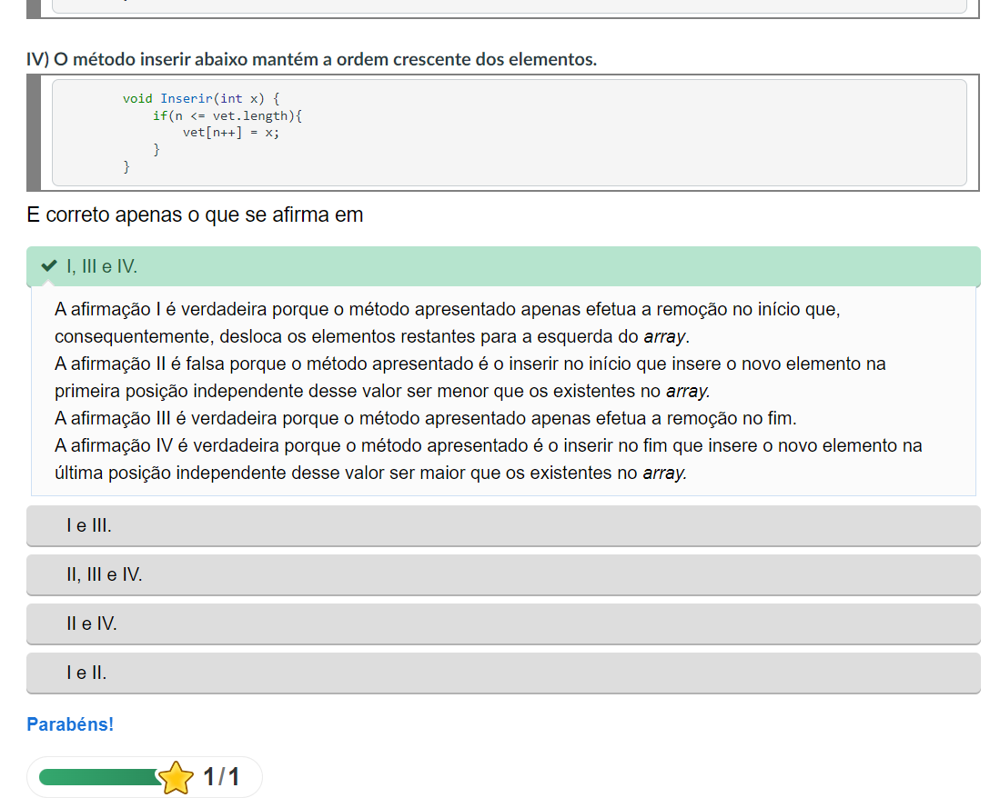 IV) O método inserir abaixo mantém a ordem crescente dos elementos.
void Inserir(int x) {
if(n <= vet.length){
vet[n++] = x;
}
}
E correto apenas o que se afirma em
I, III e IV.
A afirmação I é verdadeira porque o método apresentado apenas efetua a remoção no início que,
consequentemente, desloca os elementos restantes para a esquerda do array.
A afirmação II é falsa porque o método apresentado é o inserir no início que insere o novo elemento na
primeira posição independente desse valor ser menor que os existentes no array.
A afirmação III é verdadeira porque o método apresentado apenas efetua a remoção no fim.
A afirmação IV é verdadeira porque o método apresentado é o inserir no fim que insere o novo elemento na
última posição independente desse valor ser maior que os existentes no array.
I e III.
II, III e IV.
II e IV.
I e II.
Parabéns!
1/1